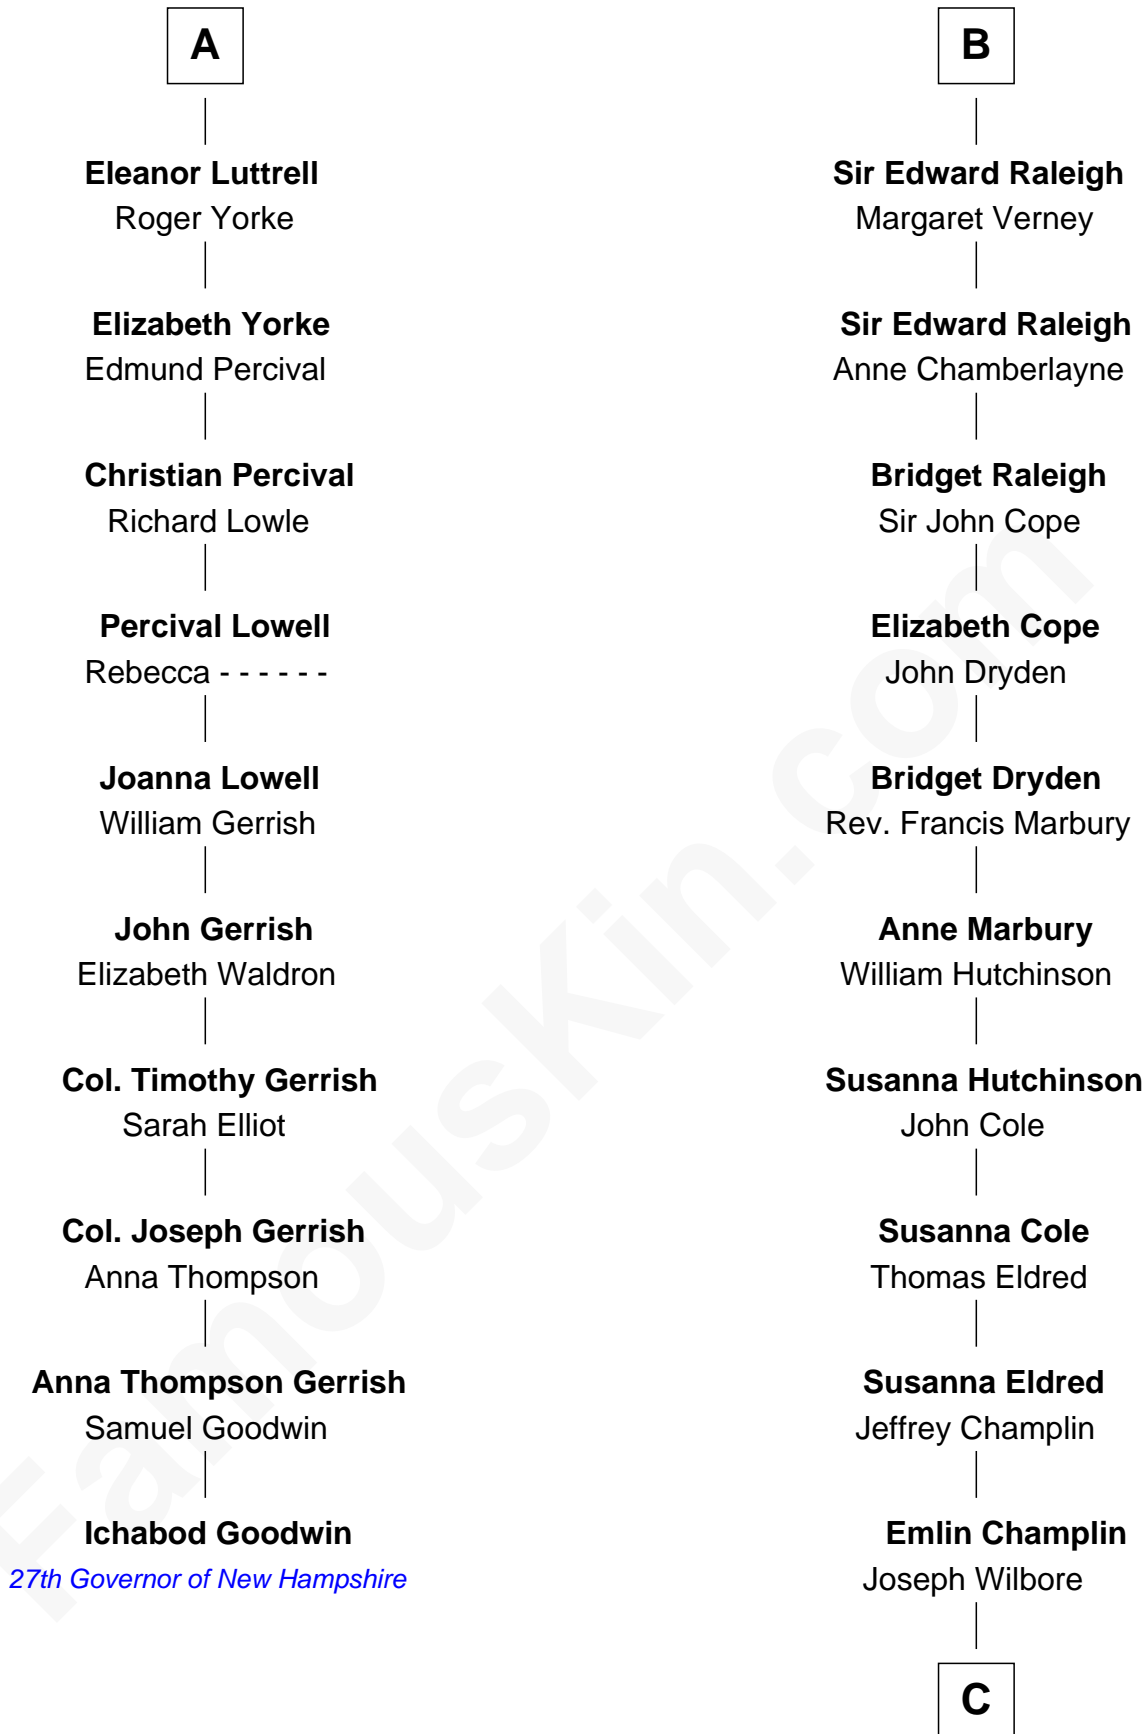 A
Eleanor Luttrell
Roger Yorke
Elizabeth Yorke
Edmund Percival
Christian Percival
Richard Lowle
Percival Lowell
Rebecca - - - - - -
Joanna Lowell
William Gerrish
John Gerrish
Elizabeth Waldron
Col. Timothy Gerrish
Sarah Elliot
Col. Joseph Gerrish
Anna Thompson
Anna Thompson Gerrish
Samuel Goodwin
Ichabod Goodwin
27th Governor of New Hampshire
B
Sir Edward Raleigh
Margaret Verney
Sir Edward Raleigh
Anne Chamberlayne
Bridget Raleigh
Sir John Cope
Elizabeth Cope
John Dryden
Bridget Dryden
Rev. Francis Marbury
Anne Marbury
William Hutchinson
Susanna Hutchinson
John Cole
Susanna Cole
Thomas Eldred
Susanna Eldred
Jeffrey Champlin
Emlin Champlin
Joseph Wilbore
C
FamousKin.com